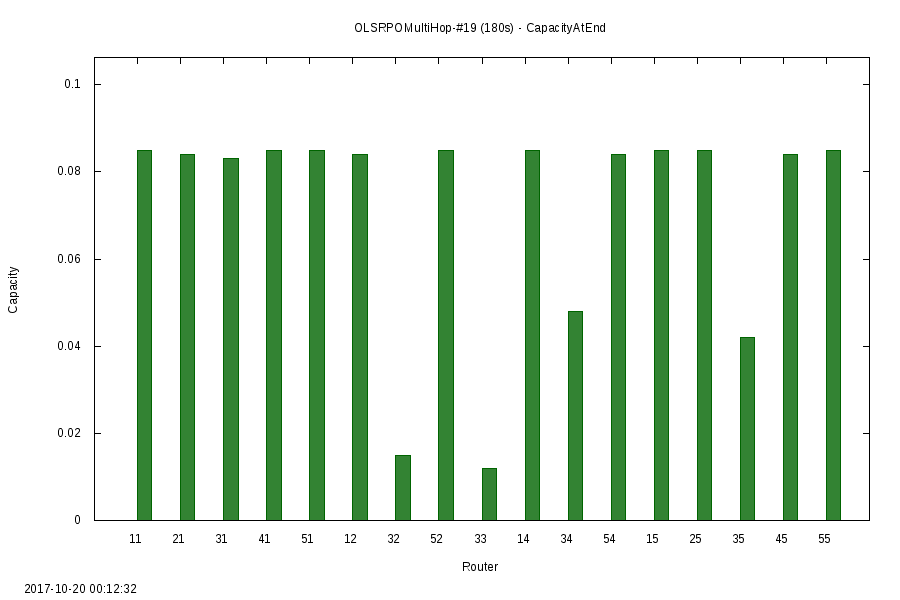 OLSRPOMultiHop-#19 (180s) - CapacityAtEnd
0.1
0.08
0.06
0.04
0.02
0
Capacity
11 21 31 41 51 12 32 52 33 14 34 54 15 25 35 45 55
Router
2017-10-20 00:12:32